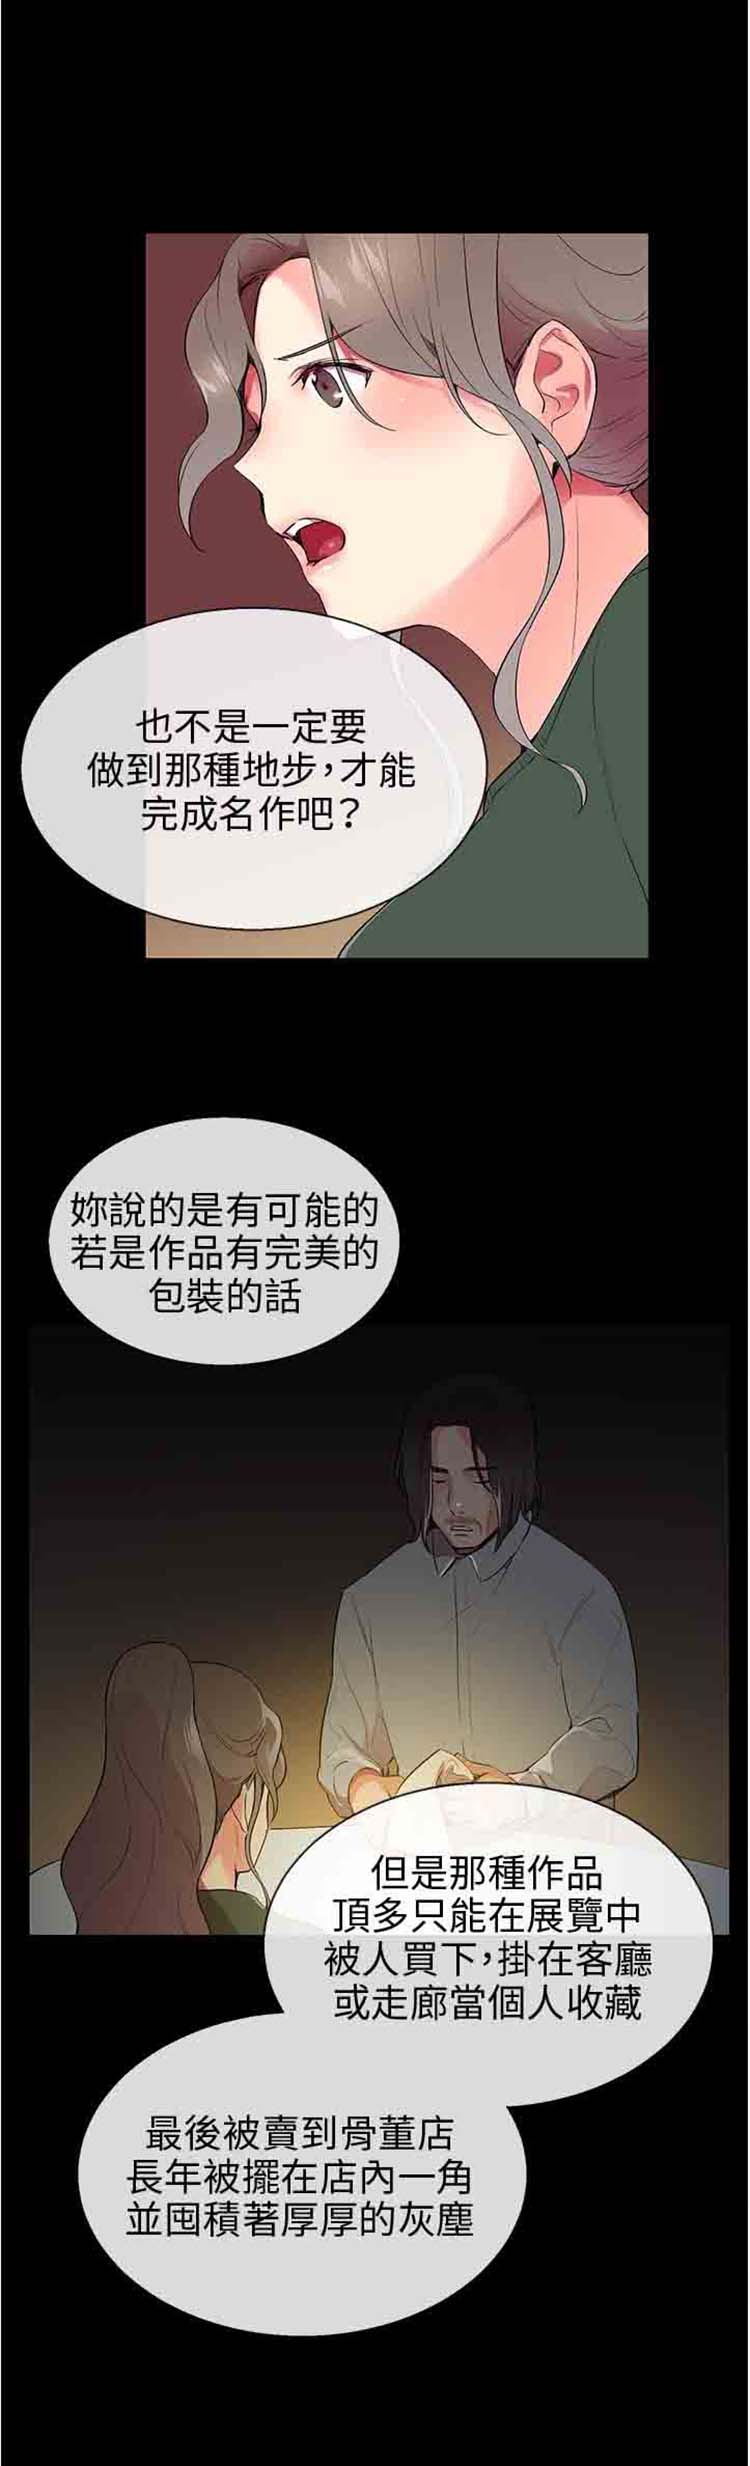 也不是一定要
做到那種地步，才能
完成名作吧？
妳說的是有可能的
若是作品有完美的
包裝的話
但是那種作品
頂多只能在展覽中
被人買下，掛在客廳
或走廊當個人收藏
最後被賣到骨董店
長年被擺在店內一角
並囤積著厚厚的灰塵